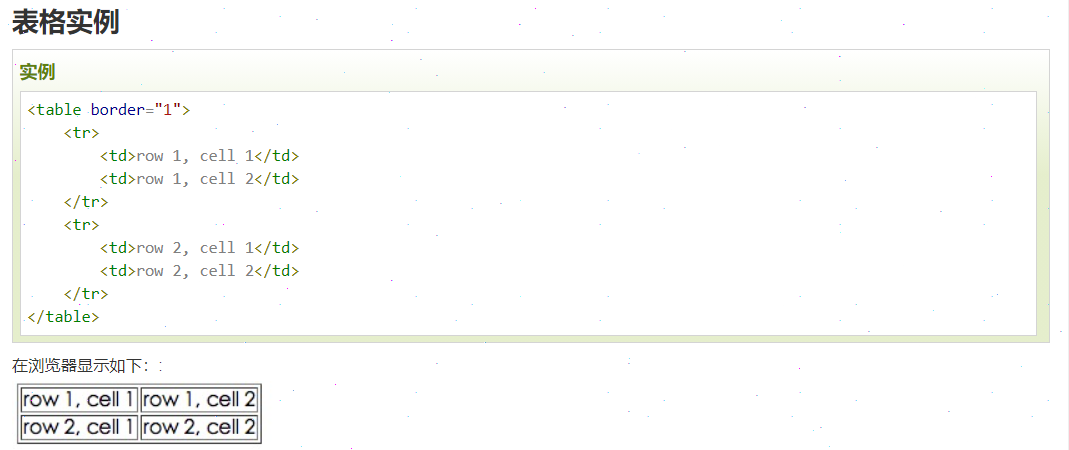 表格实例
实例
<table border="1">
    <tr>
        <td>row 1, cell 1</td>
        <td>row 1, cell 2</td>
    </tr>
    <tr>
        <td>row 2, cell 1</td>
        <td>row 2, cell 2</td>
    </tr>
</table>
在浏览器显示如下：:
row 1, cell 1 row 1, cell 2
row 2, cell 1 row 2, cell 2